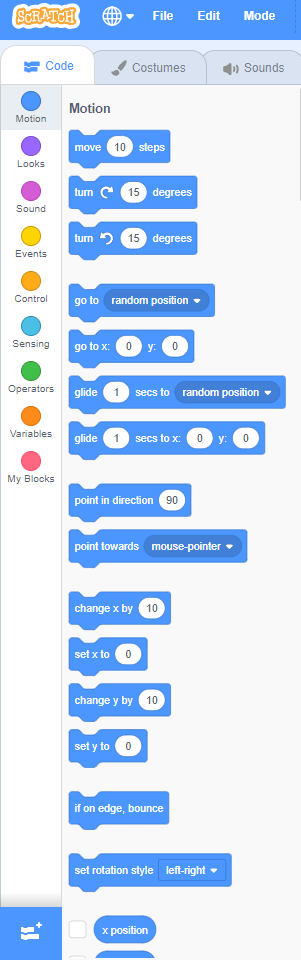 SCRATCH File Edit Mode
Code Costumes Sounds
Motion
Looks
Sound
Events
Control
Sensing
Operators
Variables
My Blocks
Motion
move 10 steps
turn 15 degrees
turn 15 degrees
go to random position
go to x: 0 y: 0
glide 1 secs to random position
glide 1 secs to x: 0 y: 0
point in direction 90
point towards mouse-pointer
change x by 10
set x to 0
change y by 10
set y to 0
if on edge, bounce
set rotation style left-right
x position